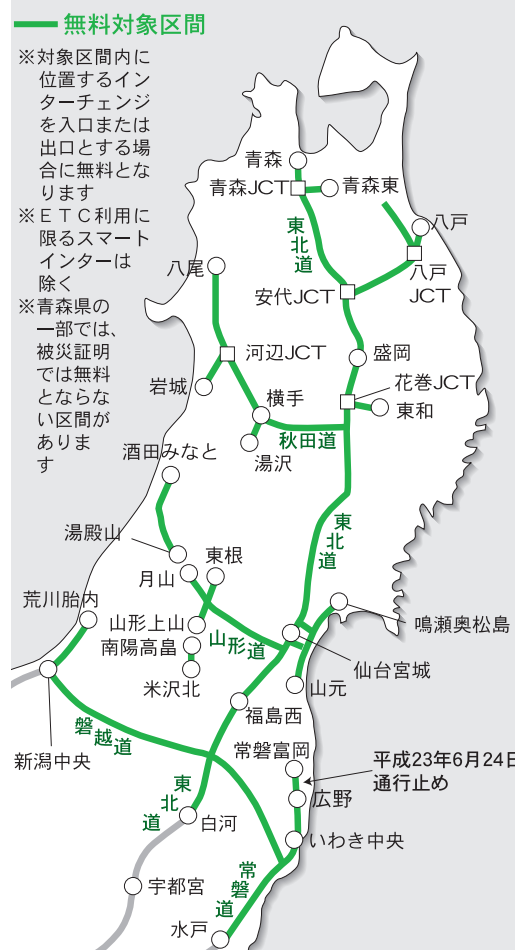 無料対象区間
※対象区間内に
位置するイン
ターチェンジ
を入口または
出口とする場
合に無料とな
ります
※ＥＴＣ利用に
限るスマート
インターは
除く
※青森県の
一部では、
被災証明
では無料
とならな
い区間が
ありま
す
青森
青森JCT
青森東
東北道
八戸
八戸
JCT
八尾
安代JCT
河辺JCT
盛岡
岩城
花巻JCT
横手
東和
秋田道
湯沢
酒田みなと
東北道
湯殿山
月山
東根
荒川胎内
鳴瀬奥松島
山形上山
山形道
南陽高畠
仙台宮城
米沢北
山元
福島西
磐越道
新潟中央
常磐富岡
平成23年6月24日
通行止め
東北道
広野
白河
いわき中央
常磐道
宇都宮
水戸